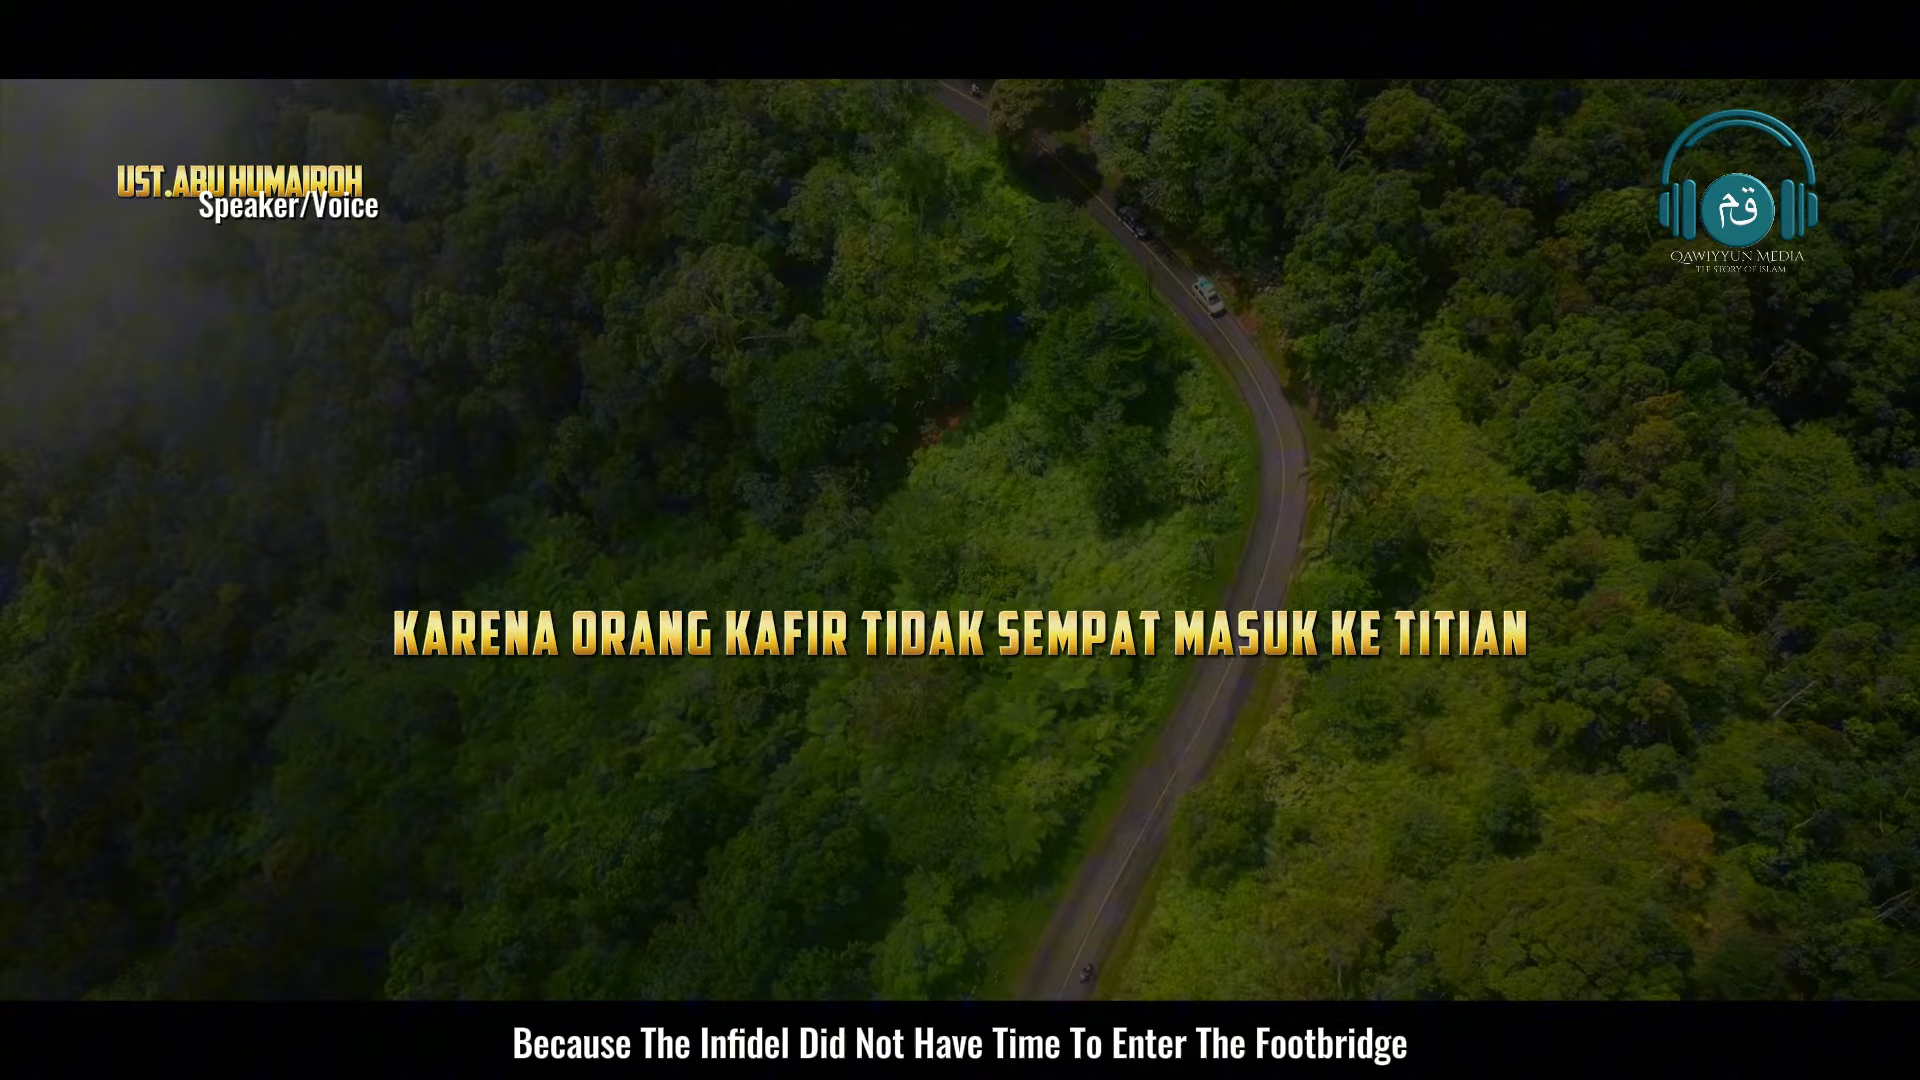 UST.ABU HUMAIROH
Speaker/Voice
قم
QAWIYYUN MEDIA
THE STORY OF ISLAM
KARENA ORANG KAFIR TIDAK SEMPAT MASUK KE TITIAN
Because The Infidel Did Not Have Time To Enter The Footbridge